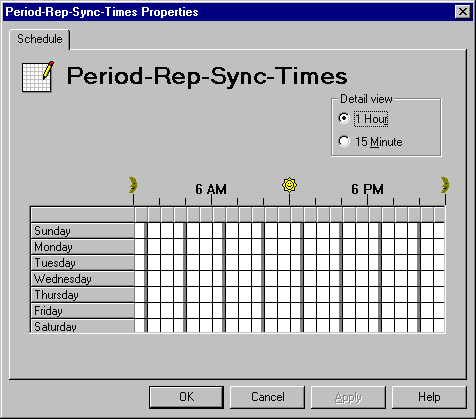 Period-Rep-Sync-Times Properties
Schedule
Period-Rep-Sync-Times
Detail view
1 Hour
15 Minute
6 AM 6 PM
Sunday
Monday
Tuesday
Wednesday
Thursday
Friday
Saturday
OK Cancel Apply Help